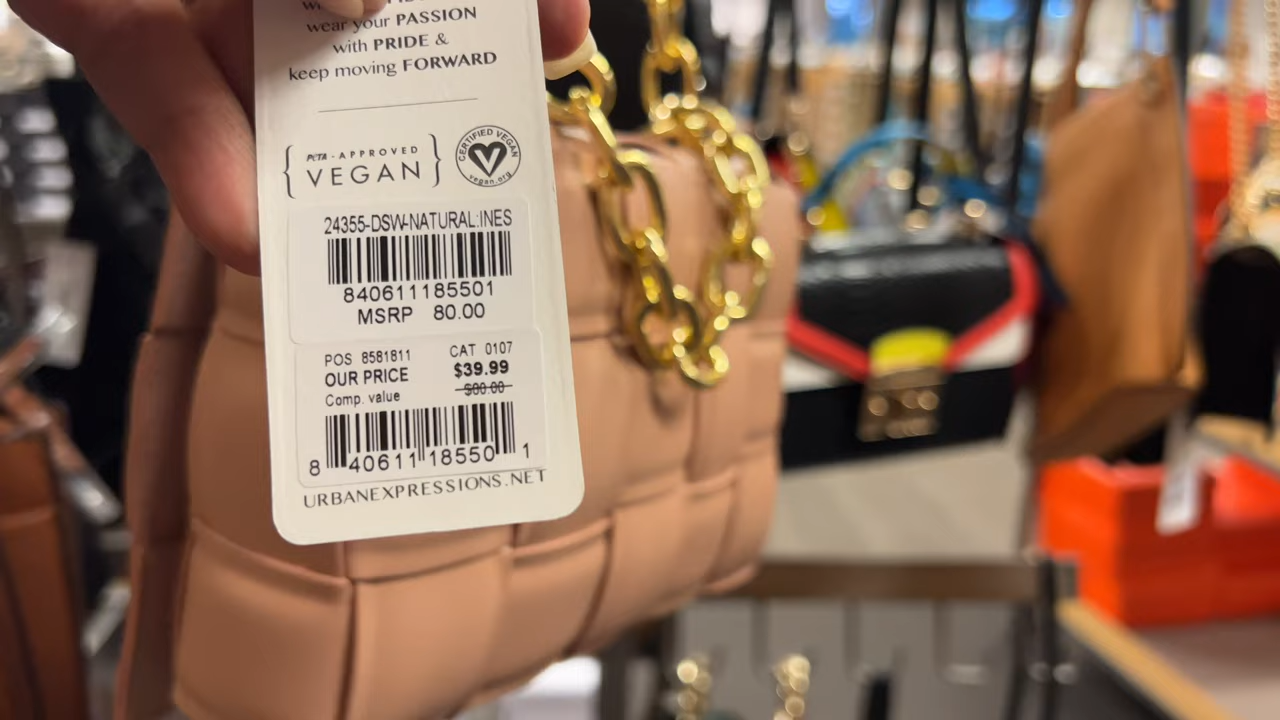 wear your PASSION
with PRIDE &
keep moving FORWARD
PETA-APPROVED
VEGAN
CERTIFIED VEGAN
vegan.org
24355-DSW-NATURAL:INES
840611185501
MSRP 80.00
POS 8581811 CAT 0107
OUR PRICE $39.99
Comp. value $80.00
8 40611 18550 1
URBANEXPRESSIONS.NET